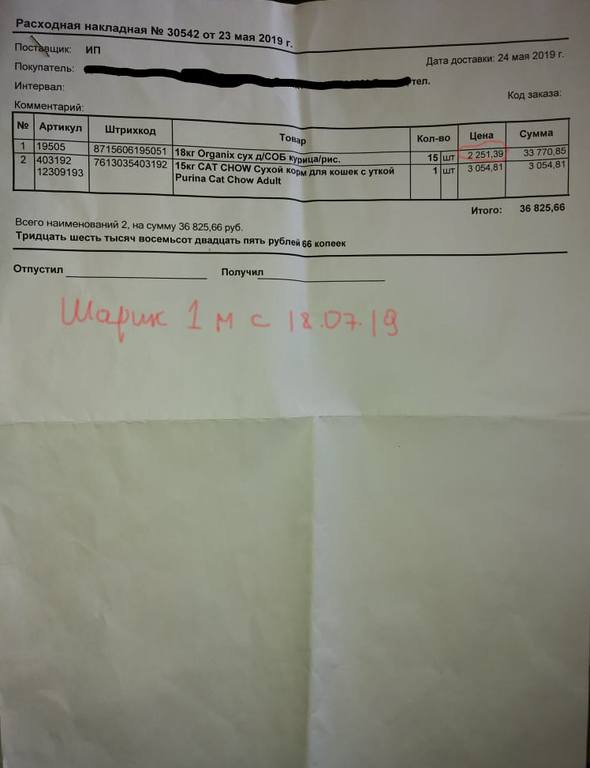 Расходная накладная № 30542 от 23 мая 2019 г.
Поставщик: ИП
Дата доставки: 24 мая 2019 г.
Покупатель: тел.
Интервал:
Код заказа:
Комментарий:
№ Артикул Штрихкод Товар Кол-во Цена Сумма
1 19505 8715606195051 18кг Organix сух д/СОБ курица/рис. 15 шт 2 251,39 33 770,85
2 403192 7613035403192 15кг CAT CHOW Сухой корм для кошек с уткой 1 шт 3 054,81 3 054,81
12309193 Purina Cat Chow Adult
Итого: 36 825,66
Всего наименований 2, на сумму 36 825,66 руб.
Тридцать шесть тысяч восемьсот двадцать пять рублей 66 копеек
Отпустил Получил
Шарик 1 м с 18.07.19